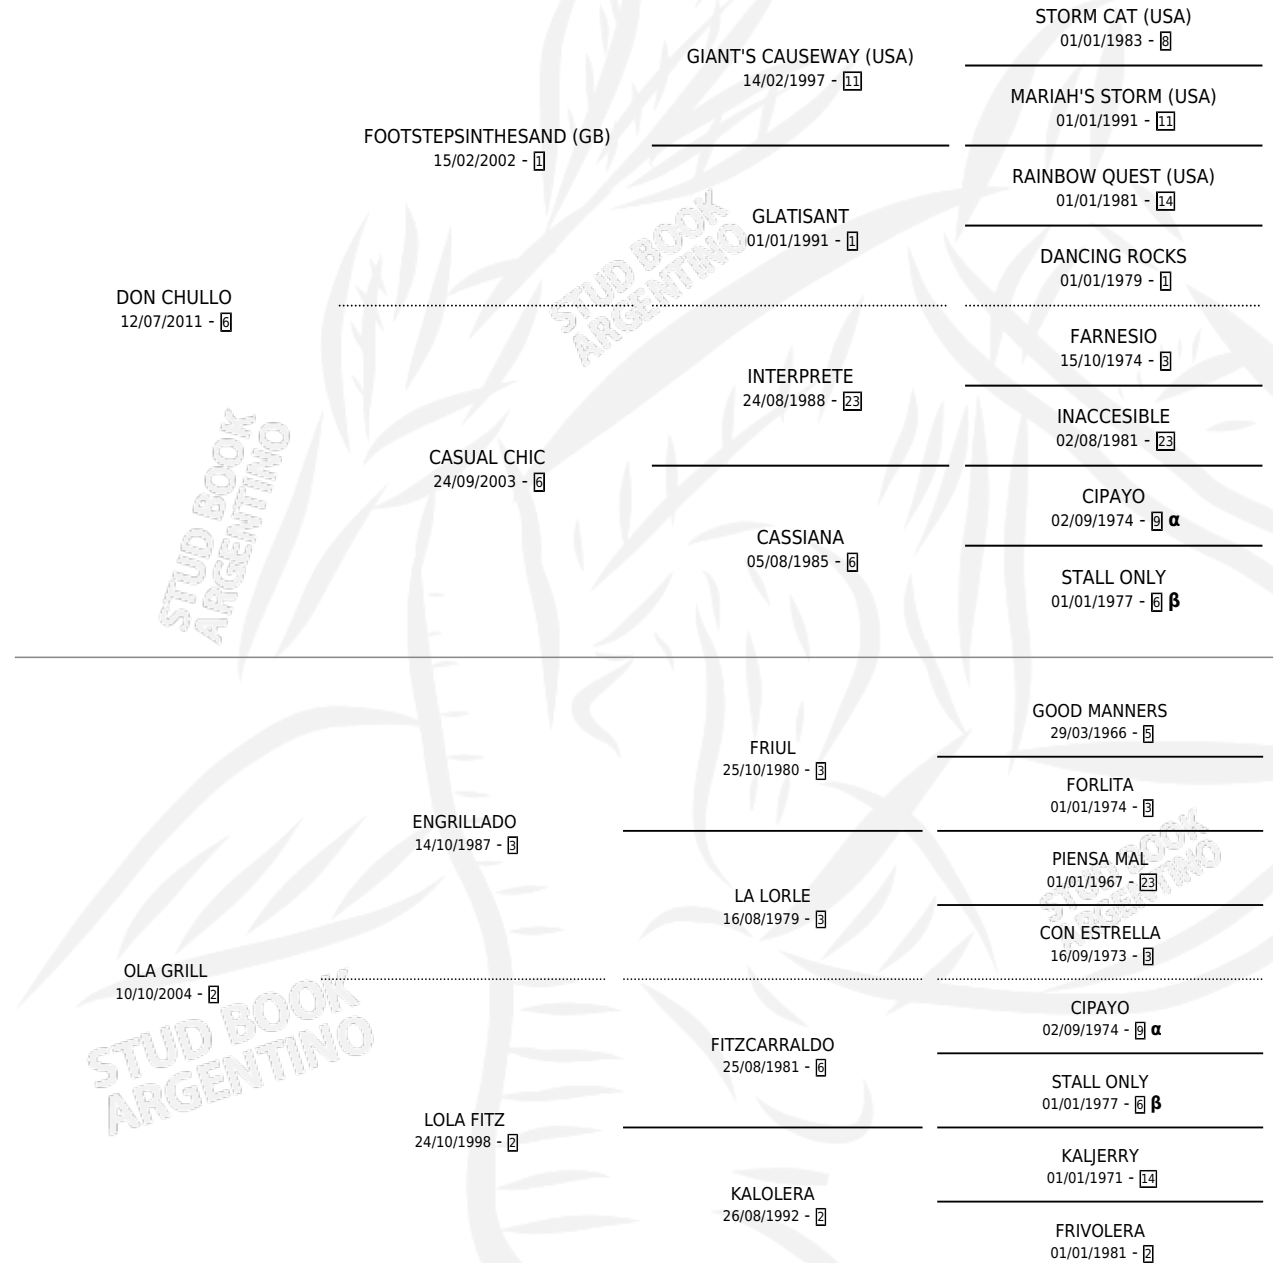 STORM CAT (USA)
01/01/1983 - 8
GIANT'S CAUSEWAY (USA)
14/02/1997 - 11
MARIAH'S STORM (USA)
01/01/1991 - 11
FOOTSTEPSINTHESAND (GB)
15/02/2002 - 1
RAINBOW QUEST (USA)
01/01/1981 - 14
GLATISANT
01/01/1991 - 1
DANCING ROCKS
01/01/1979 - 1
DON CHULLO
12/07/2011 - 6
FARNESIO
15/10/1974 - 3
INTERPRETE
24/08/1988 - 23
INACCESIBLE
02/08/1981 - 23
CASUAL CHIC
24/09/2003 - 6
CIPAYO
02/09/1974 - 9 α
CASSIANA
05/08/1985 - 6
STALL ONLY
01/01/1977 - 6 β
GOOD MANNERS
29/03/1966 - 5
FRIUL
25/10/1980 - 3
FORLITA
01/01/1974 - 3
ENGRILLADO
14/10/1987 - 3
PIENSA MAL
01/01/1967 - 23
LA LORLE
16/08/1979 - 3
CON ESTRELLA
16/09/1973 - 3
OLA GRILL
10/10/2004 - 2
CIPAYO
02/09/1974 - 9 α
FITZCARRALDO
25/08/1981 - 6
STALL ONLY
01/01/1977 - 6 β
LOLA FITZ
24/10/1998 - 2
KALJERRY
01/01/1971 - 14
KALOLERA
26/08/1992 - 2
FRIVOLERA
01/01/1981 - 2
STUD BOOK
ARGENTINO
STUD BOOK
ARGENTINO
STUD BOOK
ARGENTINO
STUD BOOK
ARGENTINO